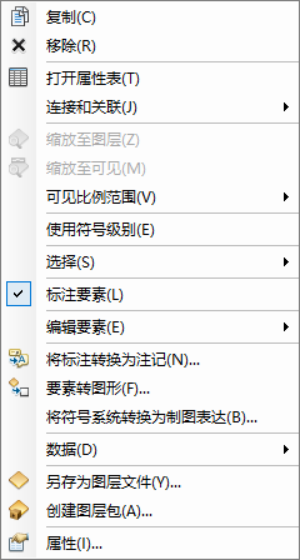 复制(C)
移除(R)
打开属性表(T)
连接和关联(J)
缩放至图层(Z)
缩放至可见(M)
可见比例范围(V)
使用符号级别(E)
选择(S)
标注要素(L)
编辑要素(E)
将标注转换为注记(N)...
要素转图形(F)...
将符号系统转换为制图表达(B)...
数据(D)
另存为图层文件(Y)...
创建图层包(A)...
属性(I)...